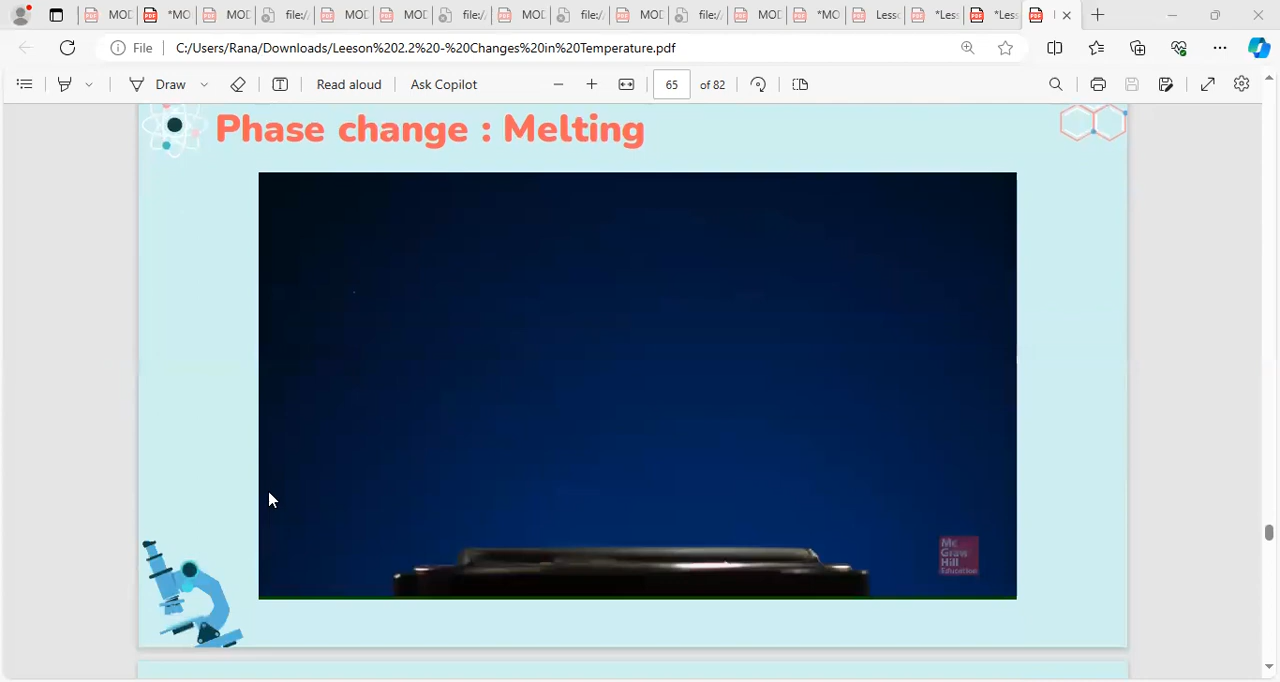 MOD
*MO
MOD
file:/
MOD
MOD
file:/
MOD
file:/
MOD
file:/
MOD
*MO
Less
*Les
*Les
File
C:/Users/Rana/Downloads/Leeson%202.2%20-%20Changes%20in%20Temperature.pdf
Draw
Read aloud
Ask Copilot
65
of 82
Phase change : Melting
Mc
Graw
Hill
Education